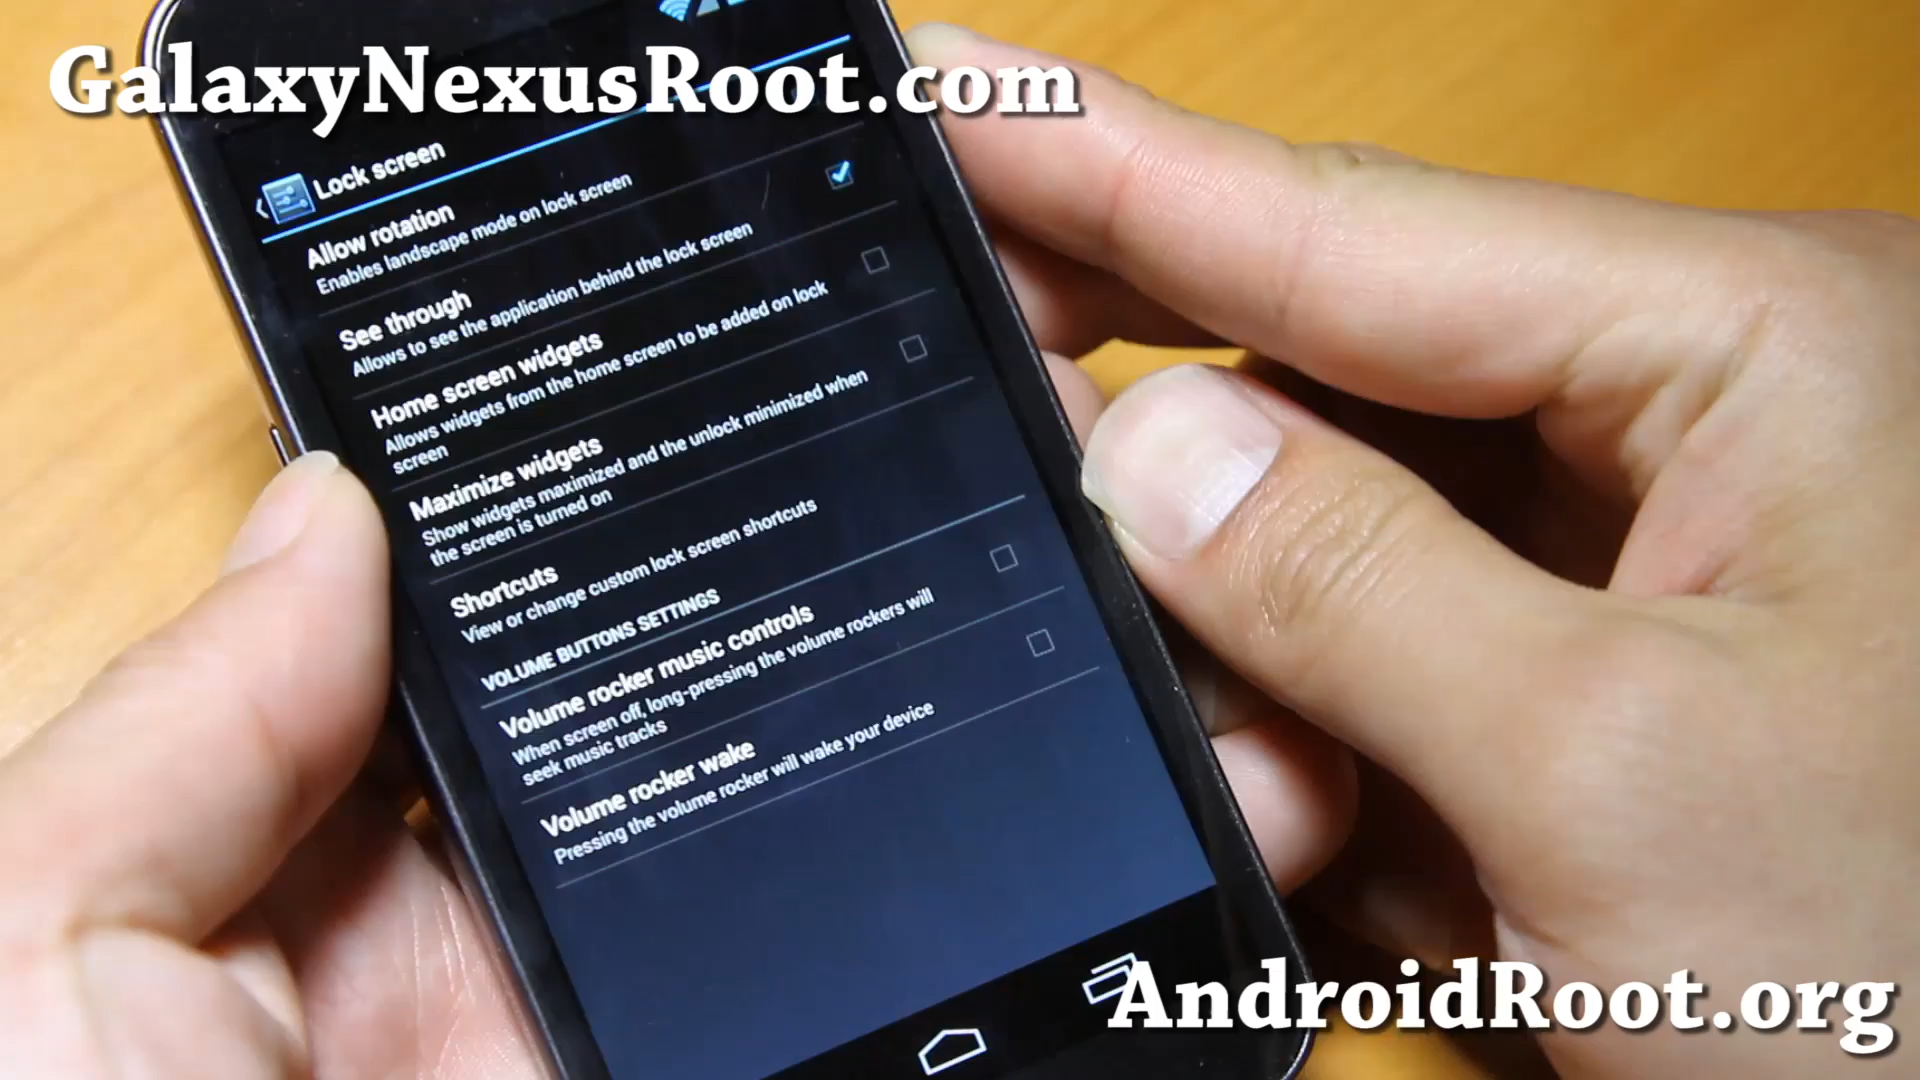 GalaxyNexusRoot.com
Lock screen
Allow rotation
Enables landscape mode on lock screen
See through
Allows to see the application behind the lock screen
Home screen widgets
Allows widgets from the home screen to be added on lock
screen
Maximize widgets
Show widgets maximized and the unlock minimized when
the screen is turned on
Shortcuts
View or change custom lock screen shortcuts
VOLUME BUTTONS SETTINGS
Volume rocker music controls
When screen off, long-pressing the volume rockers will
seek music tracks
Volume rocker wake
Pressing the volume rocker will wake your device
AndroidRoot.org